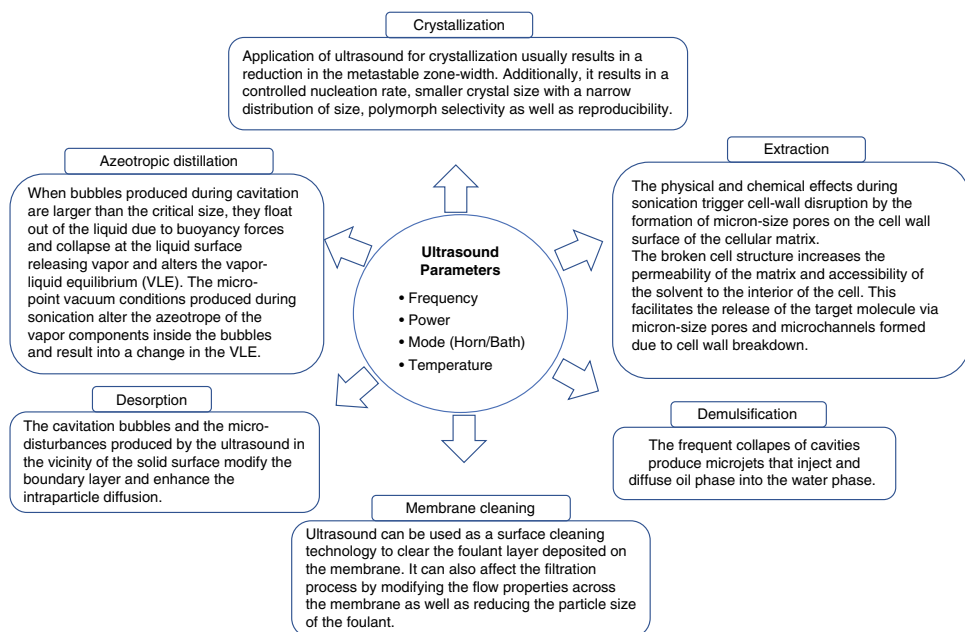 Crystallization
Application of ultrasound for crystallization usually results in a
reduction in the metastable zone-width. Additionally, it results in a
controlled nucleation rate, smaller crystal size with a narrow
distribution of size, polymorph selectivity as well as reproducibility.
Azeotropic distillation
When bubbles produced during cavitation
are larger than the critical size, they float
out of the liquid due to buoyancy forces
and collapse at the liquid surface
releasing vapor and alters the vapor-
liquid equilibrium (VLE). The micro-
point vacuum conditions produced during
sonication alter the azeotrope of the
vapor components inside the bubbles
and result into a change in the VLE.
Extraction
The physical and chemical effects during
sonication trigger cell-wall disruption by the
formation of micron-size pores on the cell wall
surface of the cellular matrix.
The broken cell structure increases the
permeability of the matrix and accessibility of
the solvent to the interior of the cell. This
facilitates the release of the target molecule via
micron-size pores and microchannels formed
due to cell wall breakdown.
Ultrasound
Parameters
• Frequency
• Power
• Mode (Horn/Bath)
• Temperature
Desorption
The cavitation bubbles and the micro-
disturbances produced by the ultrasound in
the vicinity of the solid surface modify the
boundary layer and enhance the
intraparticle diffusion.
Demulsification
The frequent collapses of cavities
produce microjets that inject and
diffuse oil phase into the water phase.
Membrane cleaning
Ultrasound can be used as a surface cleaning
technology to clear the foulant layer deposited on
the membrane. It can also affect the filtration
process by modifying the flow properties across
the membrane as well as reducing the particle size
of the foulant.